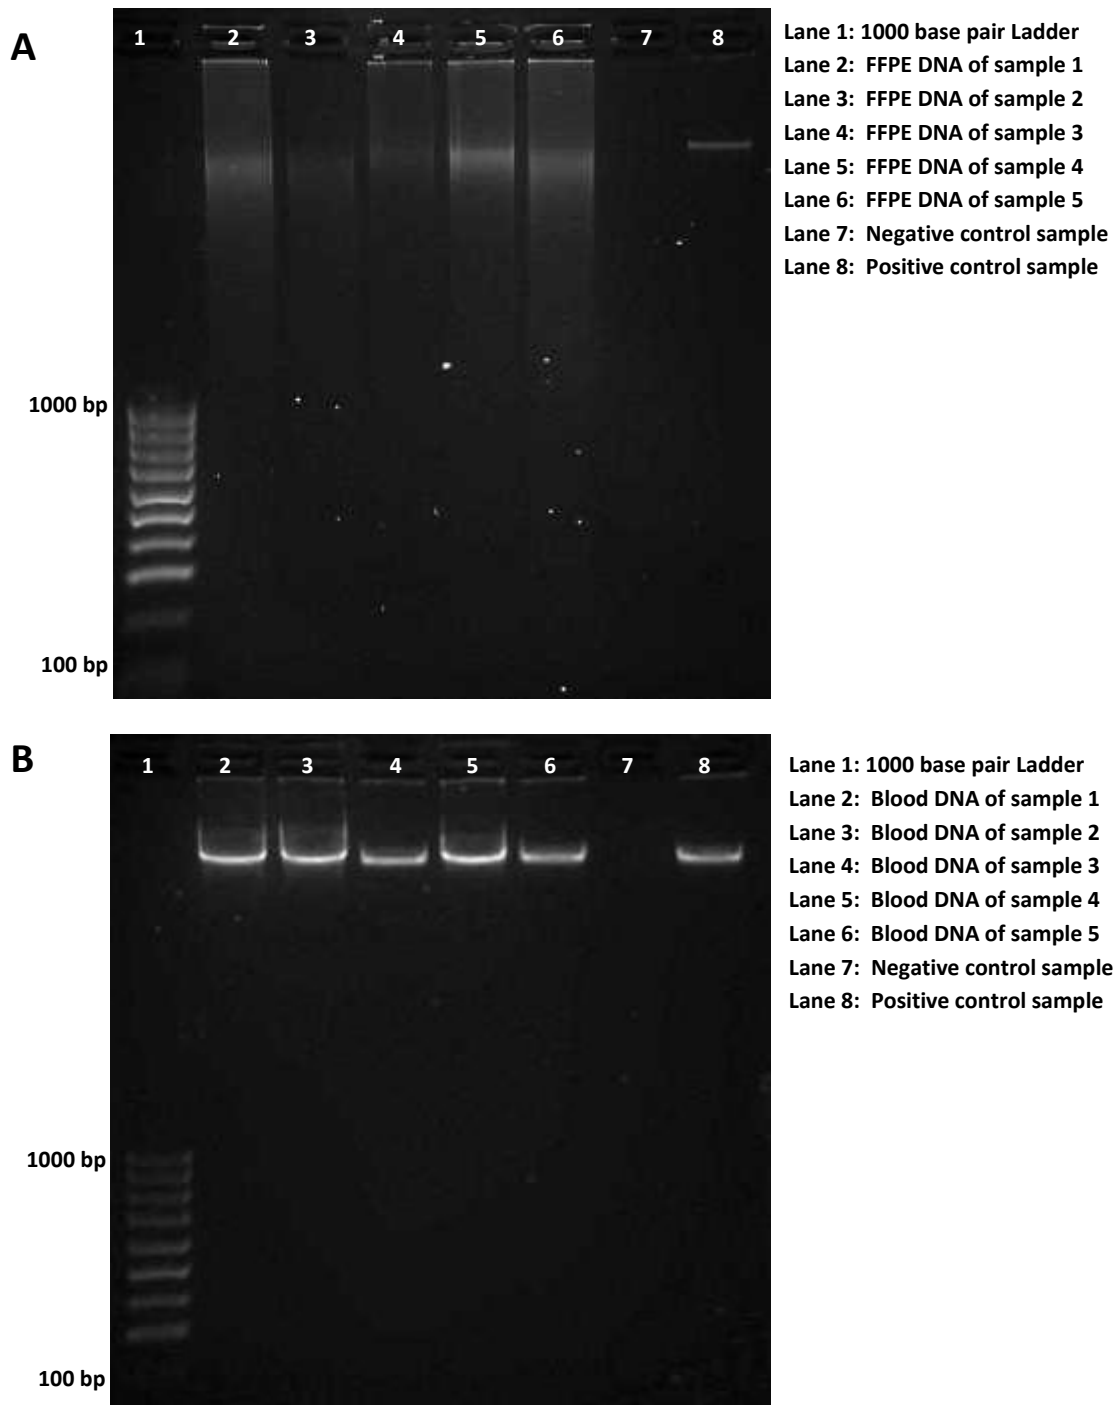 A
1 2 3 4 5 6 7 8
Lane 1: 1000 base pair Ladder
Lane 2: FFPE DNA of sample 1
Lane 3: FFPE DNA of sample 2
Lane 4: FFPE DNA of sample 3
Lane 5: FFPE DNA of sample 4
Lane 6: FFPE DNA of sample 5
Lane 7: Negative control sample
Lane 8: Positive control sample
1000 bp
100 bp
B
1 2 3 4 5 6 7 8
Lane 1: 1000 base pair Ladder
Lane 2: Blood DNA of sample 1
Lane 3: Blood DNA of sample 2
Lane 4: Blood DNA of sample 3
Lane 5: Blood DNA of sample 4
Lane 6: Blood DNA of sample 5
Lane 7: Negative control sample
Lane 8: Positive control sample
1000 bp
100 bp